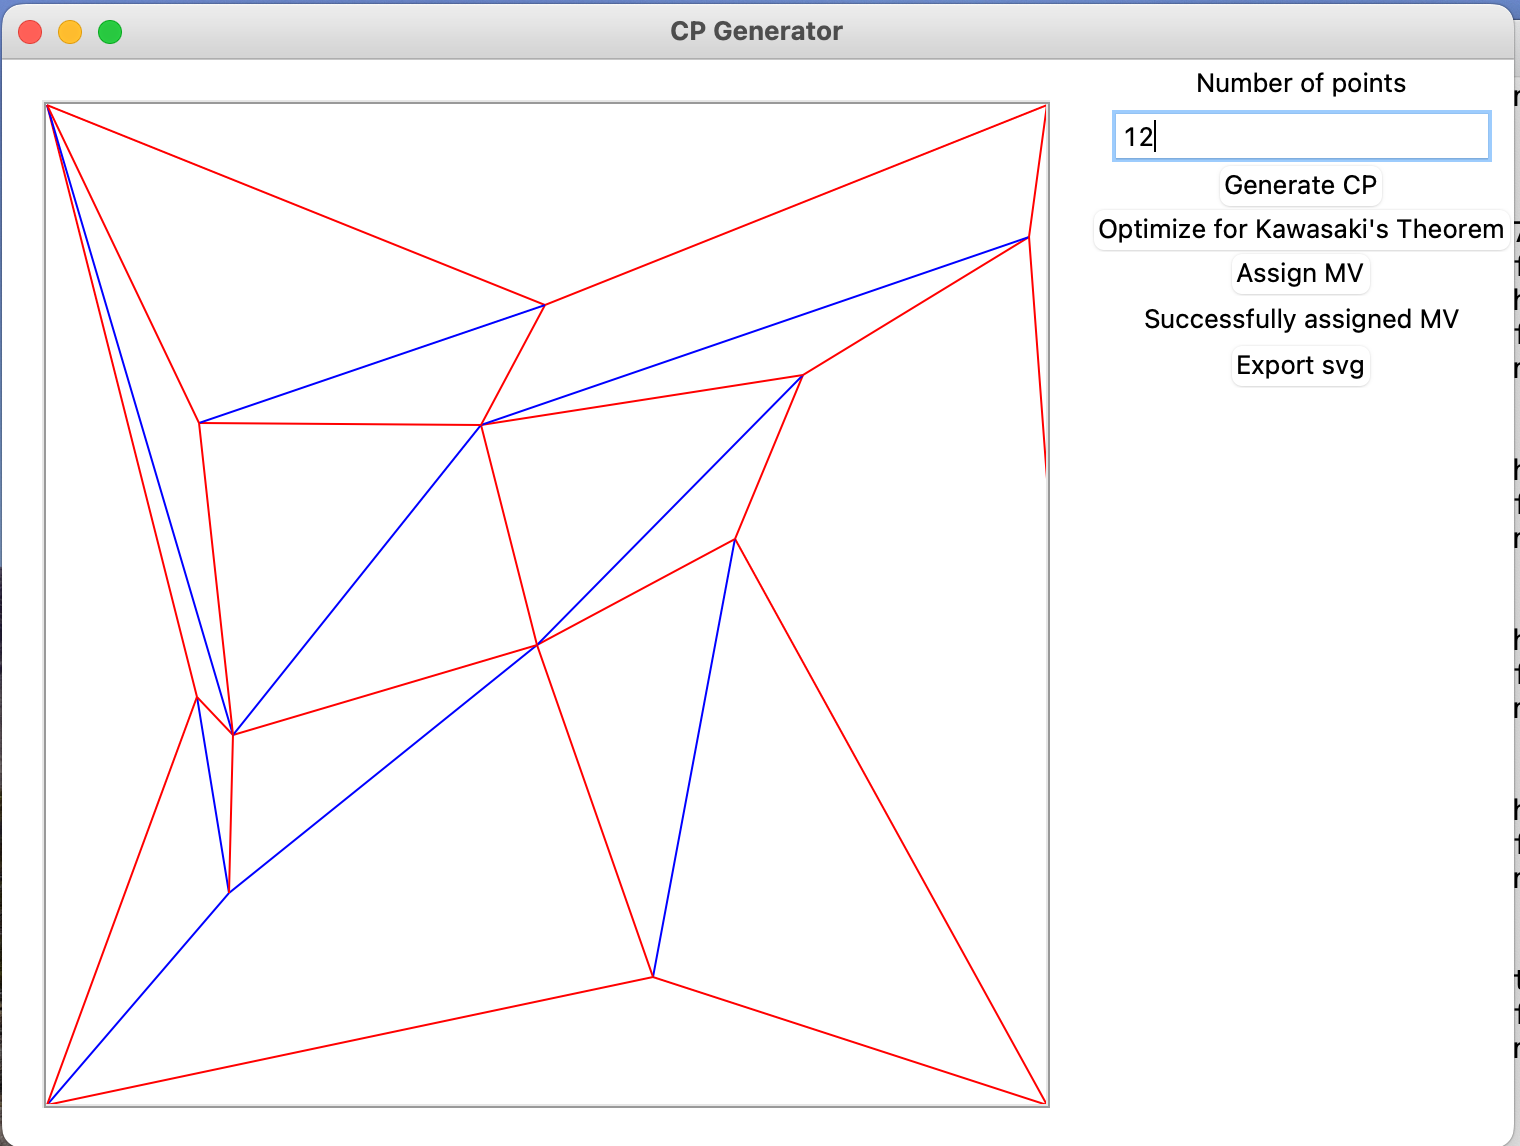 CP Generator
Number of points
12
Generate CP
Optimize for Kawasaki's Theorem
Assign MV
Successfully assigned MV
Export svg